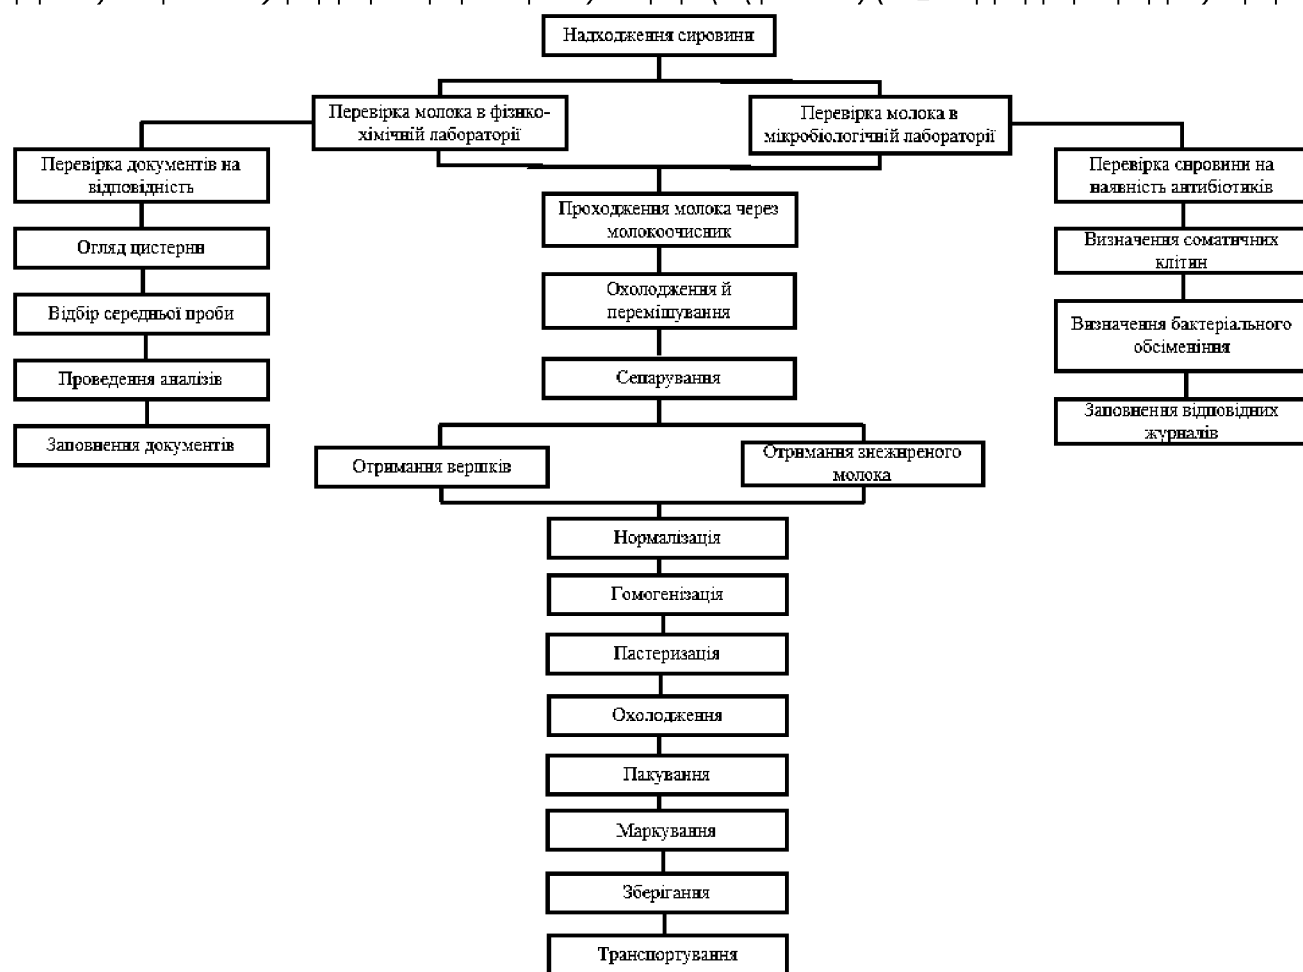 Надходження сировини
Перевірка молока в фізико-
хімічній лабораторії
Перевірка молока в
мікробіологічній лабораторії
Перевірка документів на
відповідність
Огляд цистерни
Відбір середньої проби
Проведення аналізів
Заповнення документів
Проходження молока через
молокоочисник
Охолодження й
перемішування
Сепарування
Перевірка сировини на
наявність антибіотиків
Визначення соматичних
клітин
Визначення бактеріального
обсіменіння
Заповнення відповідних
журналів
Отримання вершків
Отримання знежиреного
молока
Нормалізація
Гомогенізація
Пастеризація
Охолодження
Пакування
Маркування
Зберігання
Транспортування